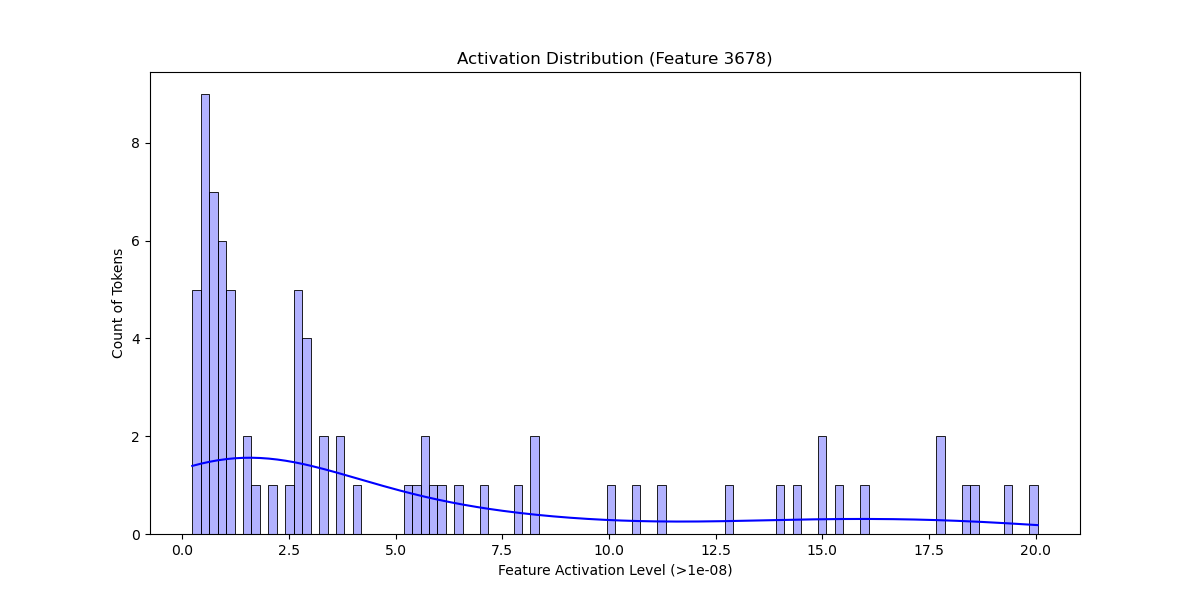 Activation Distribution (Feature 3678)
Count of Tokens
8
6
4
2
0
0.0 2.5 5.0 7.5 10.0 12.5 15.0 17.5 20.0
Feature Activation Level (>1e-08)